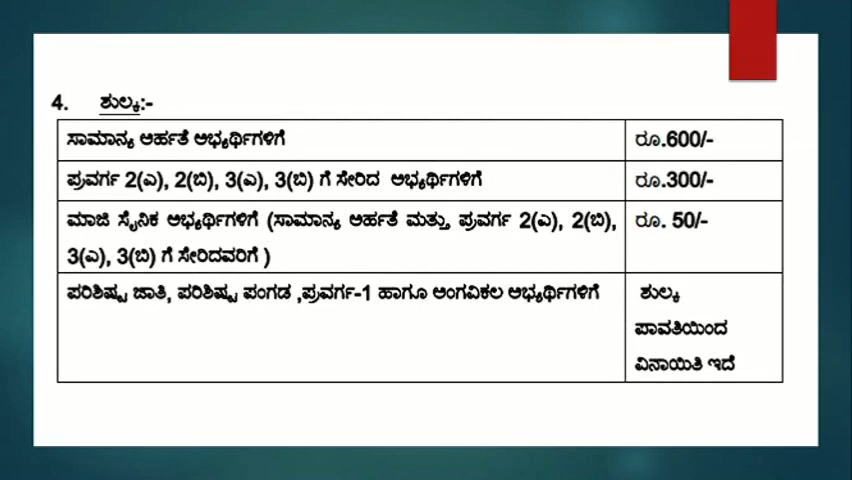 4. ಶುಲ್ಕ:-
ಸಾಮಾನ್ಯ ಅರ್ಹತೆ ಅಭ್ಯರ್ಥಿಗಳಿಗೆ ರೂ.600/-
ಪ್ರವರ್ಗ 2(ಎ), 2(ಬಿ), 3(ಎ), 3(ಬಿ) ಗೆ ಸೇರಿದ ಅಭ್ಯರ್ಥಿಗಳಿಗೆ ರೂ.300/-
ಮಾಜಿ ಸೈನಿಕ ಅಭ್ಯರ್ಥಿಗಳಿಗೆ (ಸಾಮಾನ್ಯ ಅರ್ಹತೆ ಮತ್ತು ಪ್ರವರ್ಗ 2(ಎ), 2(ಬಿ), ರೂ. 50/-
3(ಎ), 3(ಬಿ) ಗೆ ಸೇರಿದವರಿಗೆ )
ಪರಿಶಿಷ್ಟ ಜಾತಿ, ಪರಿಶಿಷ್ಟ ಪಂಗಡ ,ಪ್ರವರ್ಗ-1 ಹಾಗೂ ಅಂಗವಿಕಲ ಅಭ್ಯರ್ಥಿಗಳಿಗೆ ಶುಲ್ಕ
ಪಾವತಿಯಿಂದ
ವಿನಾಯಿತಿ ಇದೆ